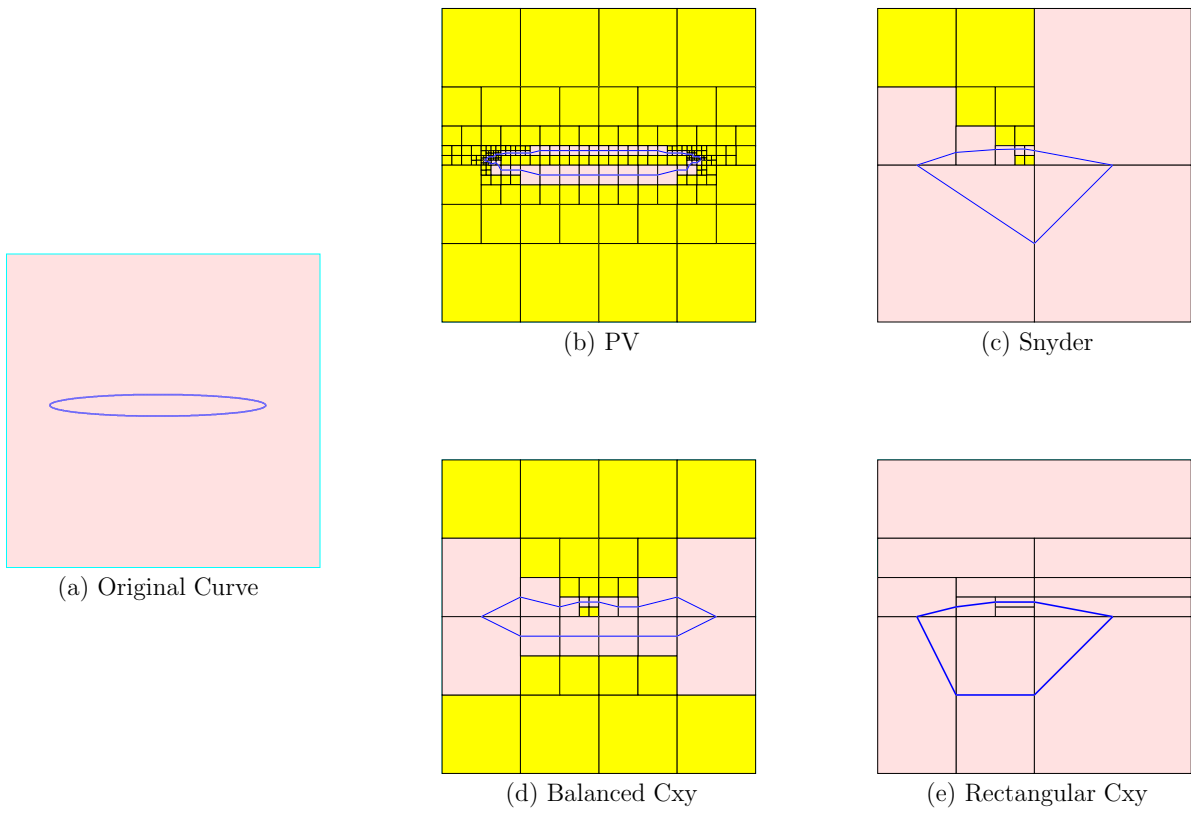 (a) Original Curve
(b) PV
(c) Snyder
(d) Balanced Cxy
(e) Rectangular Cxy